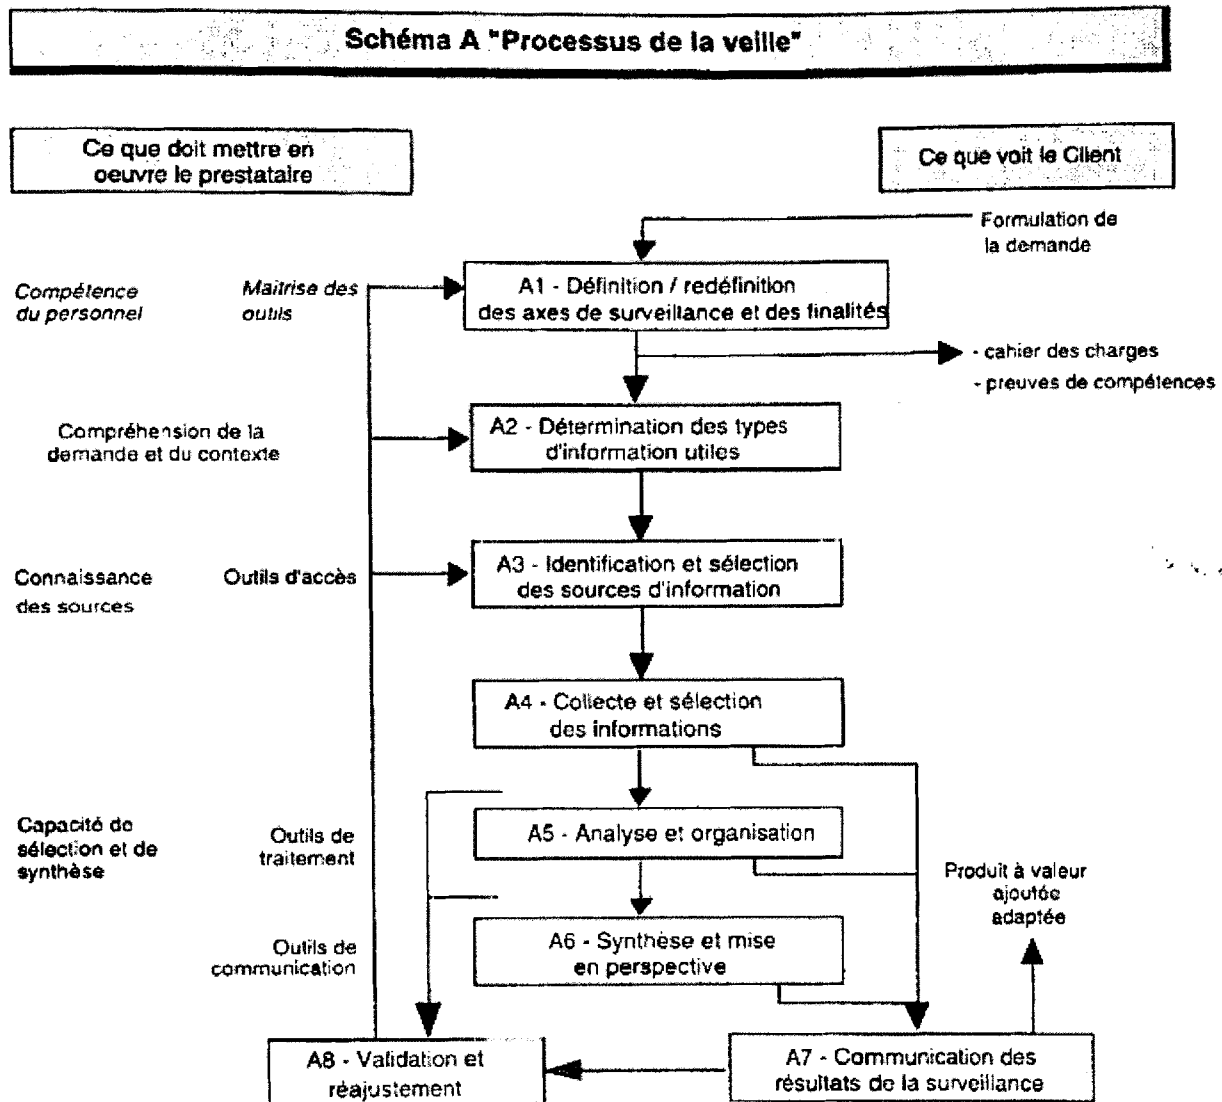 Schéma A "Processus de la veille"
Ce que doit mettre en
oeuvre le prestataire
Ce que voit le Client
Formulation de
la demande
Compétence
du personnel
Maîtrise des
outils
A1 - Définition / redéfinition
des axes de surveillance et des finalités
- cahier des charges
- preuves de compétences
Compréhension de la
demande et du contexte
A2 - Détermination des types
d'information utiles
Connaissance
des sources
Outils d'accès
A3 - Identification et sélection
des sources d'information
A4 - Collecte et sélection
des informations
Capacité de
sélection et de
synthèse
Outils de
traitement
A5 - Analyse et organisation
Produit à valeur
ajoutée
adaptée
Outils de
communication
A6 - Synthèse et mise
en perspective
A8 - Validation et
réajustement
A7 - Communication des
résultats de la surveillance